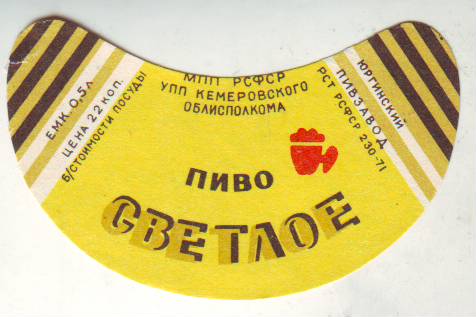 ЕМК. 0,5 л
ЦЕНА 22 КОП.
Б/СТОИМОСТИ ПОСУДЫ
МПП РСФСР
УПП КЕМЕРОВСКОГО
ОБЛИСПОЛКОМА
ЮРГИНСКИЙ
ПИВЗАВОД
РСТ РСФСР 230-71
ПИВО
СВЕТЛОЕ